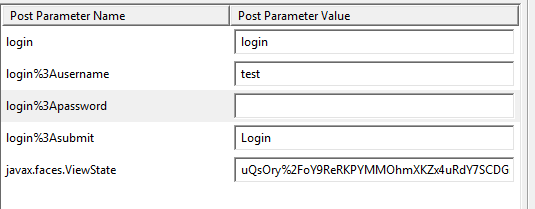 Post Parameter Name Post Parameter Value
login login
login%3Ausername test
login%3Apassword
login%3Asubmit Login
javax.faces.ViewState uQsOry%2FoY9ReRKPYMMOhmXKZx4uRdY7SCDG